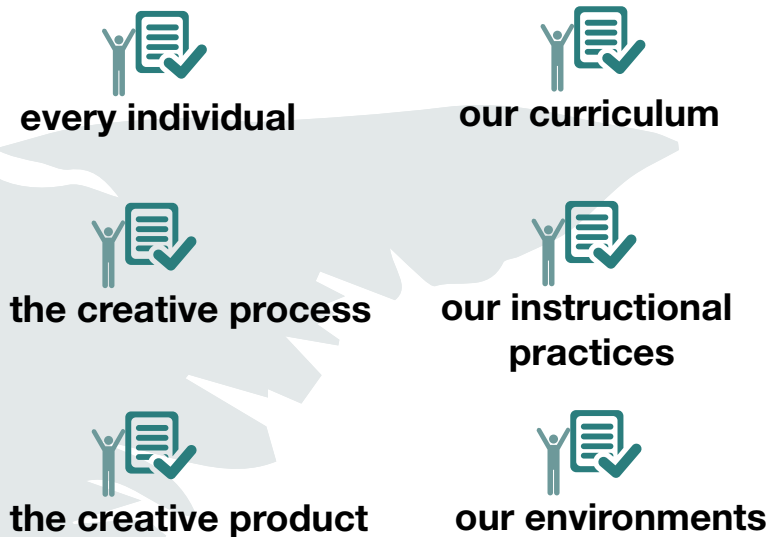 every individual
our curriculum
the creative process
our instructional
practices
the creative product
our environments